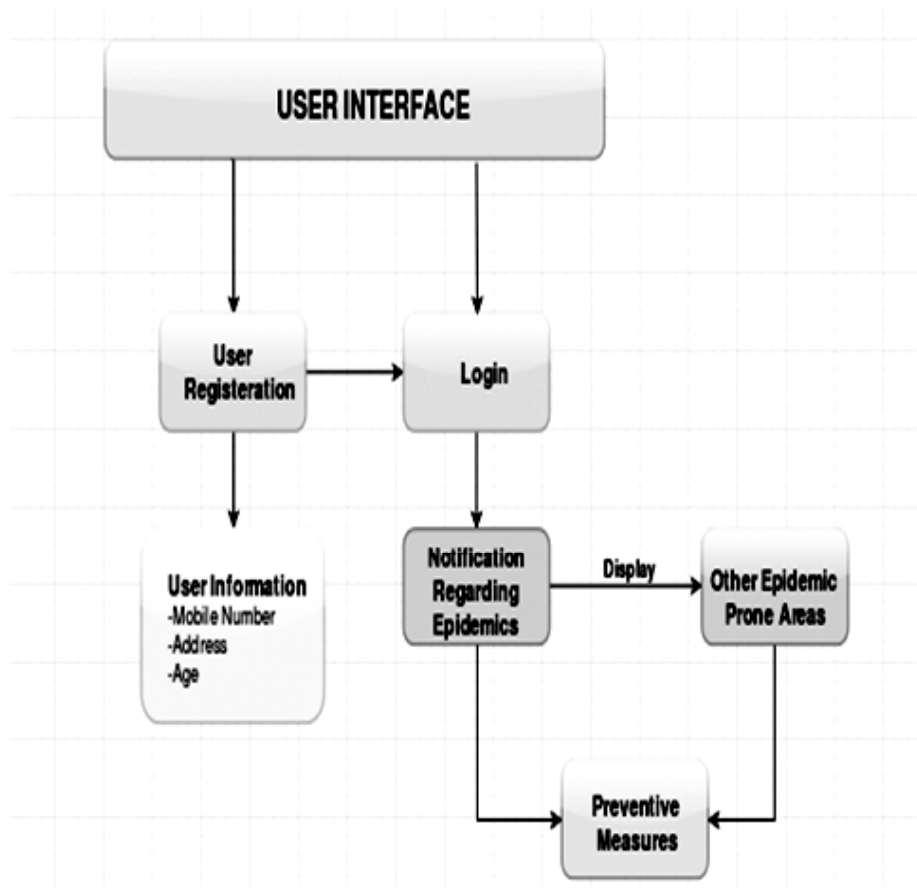 USER INTERFACE
User
Registeration
Login
User Information
-Mobile Number
-Address
-Age
Notification
Regarding
Epidemics
Display
Other Epidemic
Prone Areas
Preventive
Measures